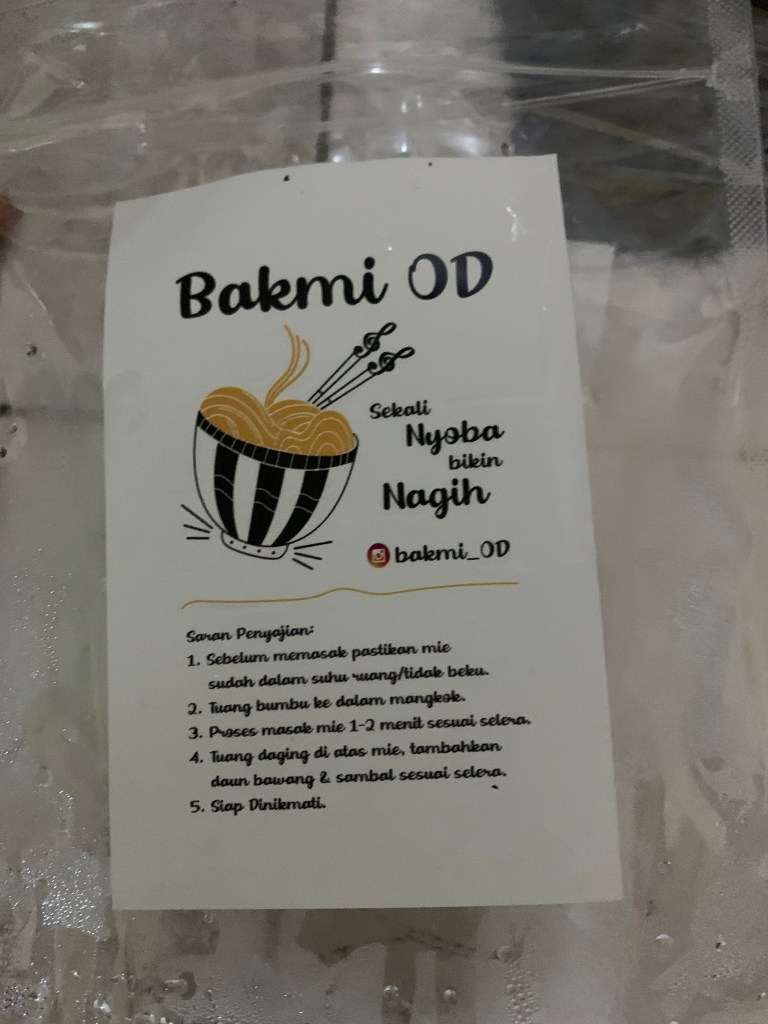 Bakmi OD
Sekali
Nyoba
bikin
Nagih
bakmi_OD
Saran Penyajian:
1. Sebelum memasak pastikan mie
sudah dalam suhu ruang/tidak beku.
2. Tuang bumbu ke dalam mangkok.
3. Proses masak mie 1-2 menit sesuai selera.
4. Tuang daging di atas mie, tambahkan
daun bawang & sambal sesuai selera.
5. Siap Dinikmati.